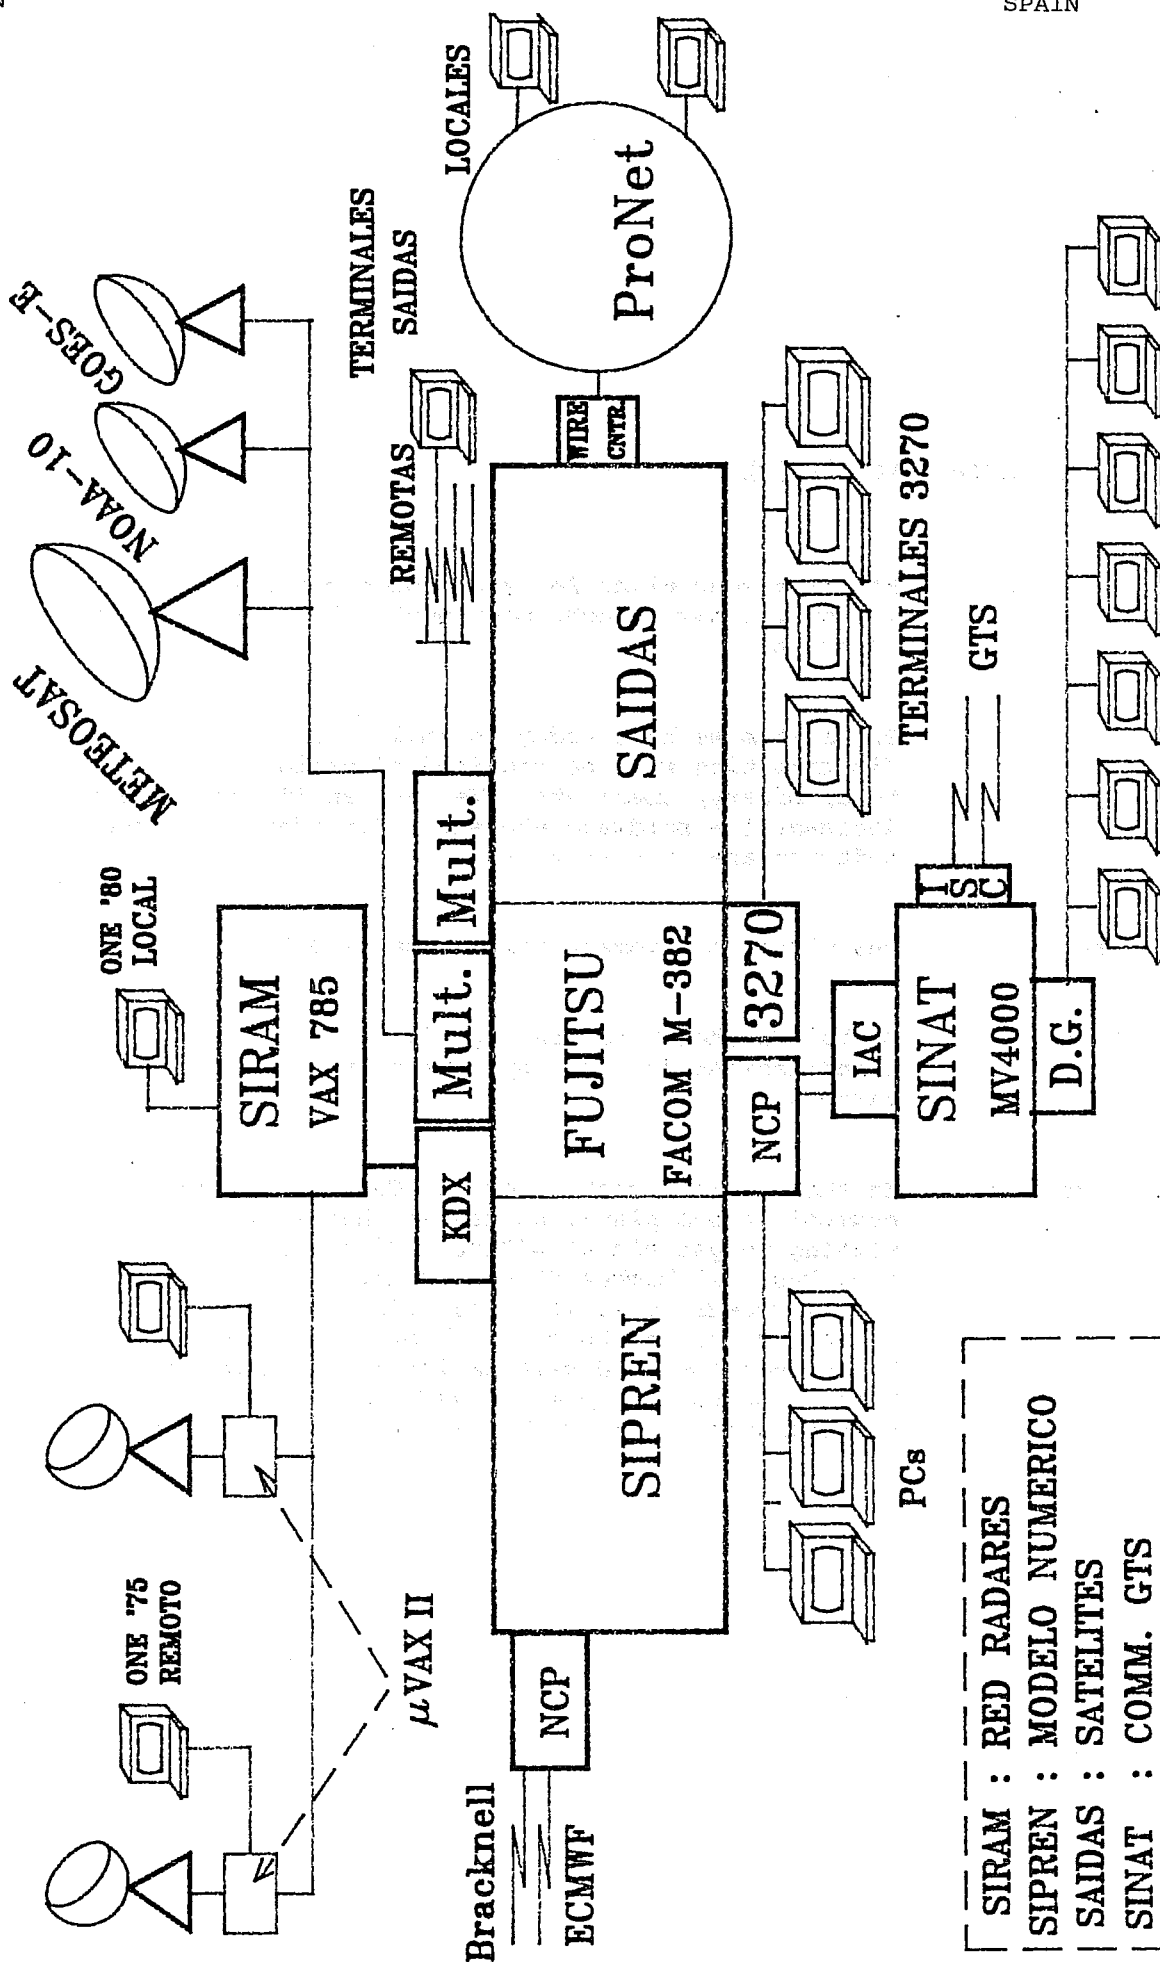 SPAIN
METEOSAT
NOAA-10
GOES-E
TERMINALES
SAIDAS
LOCALES
REMOTAS
ProNet
WIRE
CNTR.
ONE '80
LOCAL
SIRAM
VAX 785
ONE '75
REMOTO
μVAX II
KDX
Mult.
Mult.
SIPREN
FUJITSU
FACOM M-382
SAIDAS
Bracknell
NCP
ECMWF
NCP
3270
TERMINALES 3270
PCs
IAC
SINAT
MV4000
ISC
GTS
D.G.
SIRAM : RED RADARES
SIPREN : MODELO NUMERICO
SAIDAS : SATELITES
SINAT : COMM. GTS